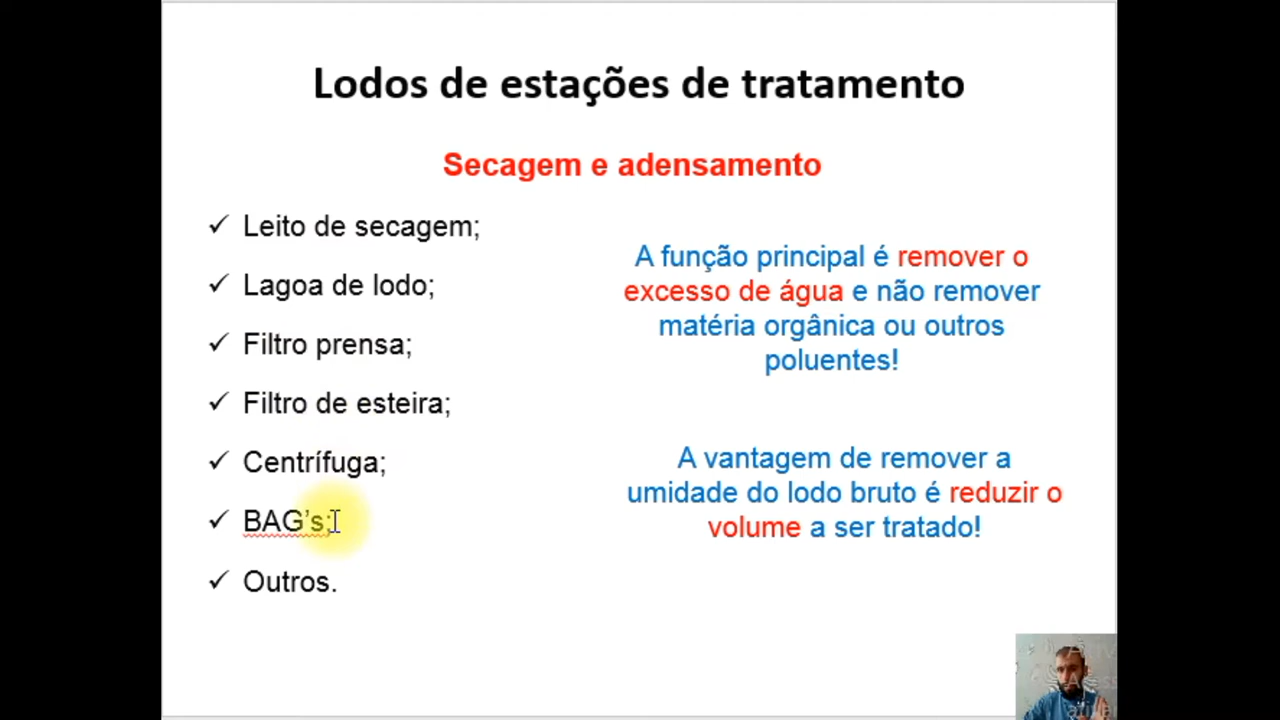 Lodos de estações de tratamento
Secagem e adensamento
✓ Leito de secagem;
✓ Lagoa de lodo;
✓ Filtro prensa;
✓ Filtro de esteira;
✓ Centrífuga;
✓ BAG's;
✓ Outros.
A função principal é remover o
excesso de água e não remover
matéria orgânica ou outros
poluentes!
A vantagem de remover a
umidade do lodo bruto é reduzir o
volume a ser tratado!